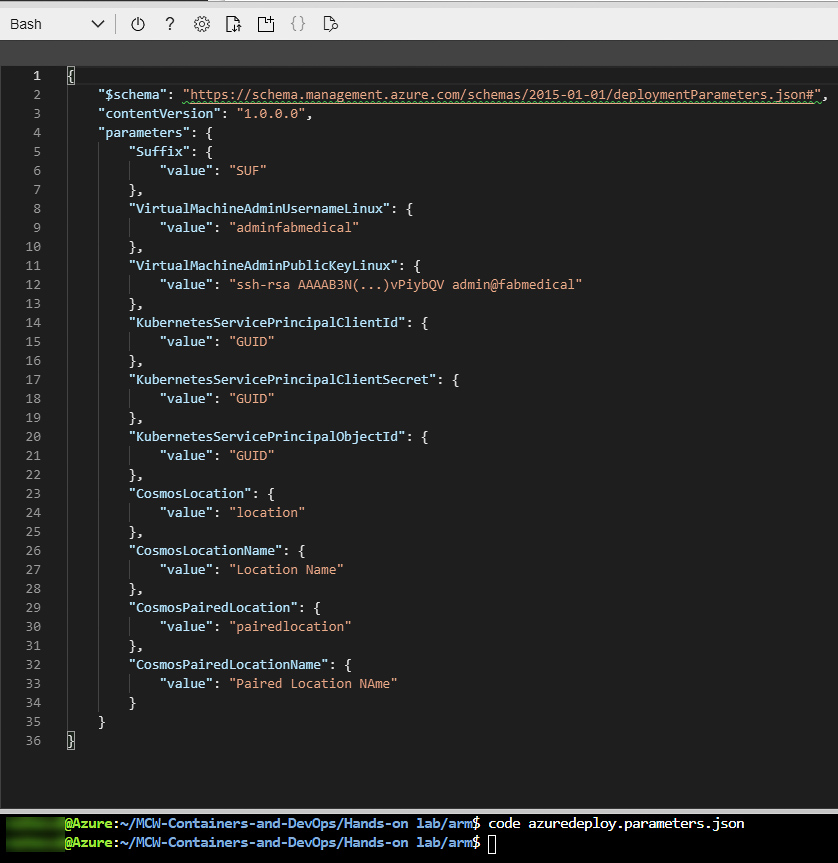 Bash ?
1 {
2 "$schema": "https://schema.management.azure.com/schemas/2015-01-01/deploymentParameters.json#",
3 "contentVersion": "1.0.0.0",
4 "parameters": {
5 "Suffix": {
6 "value": "SUF"
7 },
8 "VirtualMachineAdminUsernameLinux": {
9 "value": "adminfabmedical"
10 },
11 "VirtualMachineAdminPublicKeyLinux": {
12 "value": "ssh-rsa AAAAB3N(...)vPiybQV admin@fabmedical"
13 },
14 "KubernetesServicePrincipalClientId": {
15 "value": "GUID"
16 },
17 "KubernetesServicePrincipalClientSecret": {
18 "value": "GUID"
19 },
20 "KubernetesServicePrincipalObjectId": {
21 "value": "GUID"
22 },
23 "CosmosLocation": {
24 "value": "location"
25 },
26 "CosmosLocationName": {
27 "value": "Location Name"
28 },
29 "CosmosPairedLocation": {
30 "value": "pairedlocation"
31 },
32 "CosmosPairedLocationName": {
33 "value": "Paired Location NAme"
34 }
35 }
36 }
@Azure:~/MCW-Containers-and-DevOps/Hands-on lab/arm$ code azuredeploy.parameters.json
@Azure:~/MCW-Containers-and-DevOps/Hands-on lab/arm$